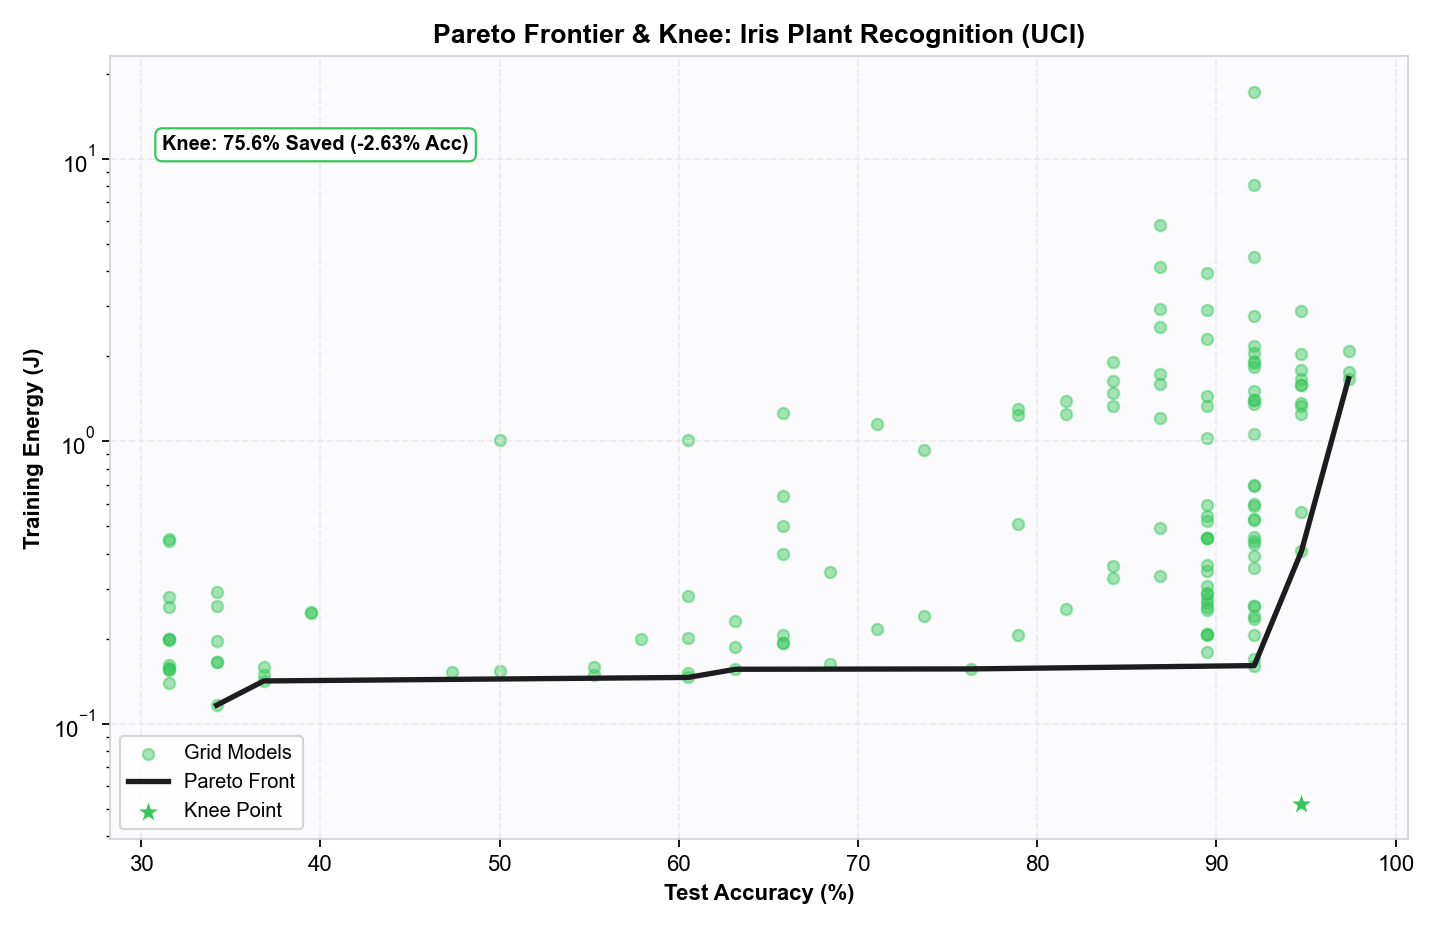 Pareto Frontier & Knee: Iris Plant Recognition (UCI)
Knee: 75.6% Saved (-2.63% Acc)
Training Energy (J)
10^1
10^0
10^−1
Grid Models
Pareto Front
Knee Point
30 40 50 60 70 80 90 100
Test Accuracy (%)